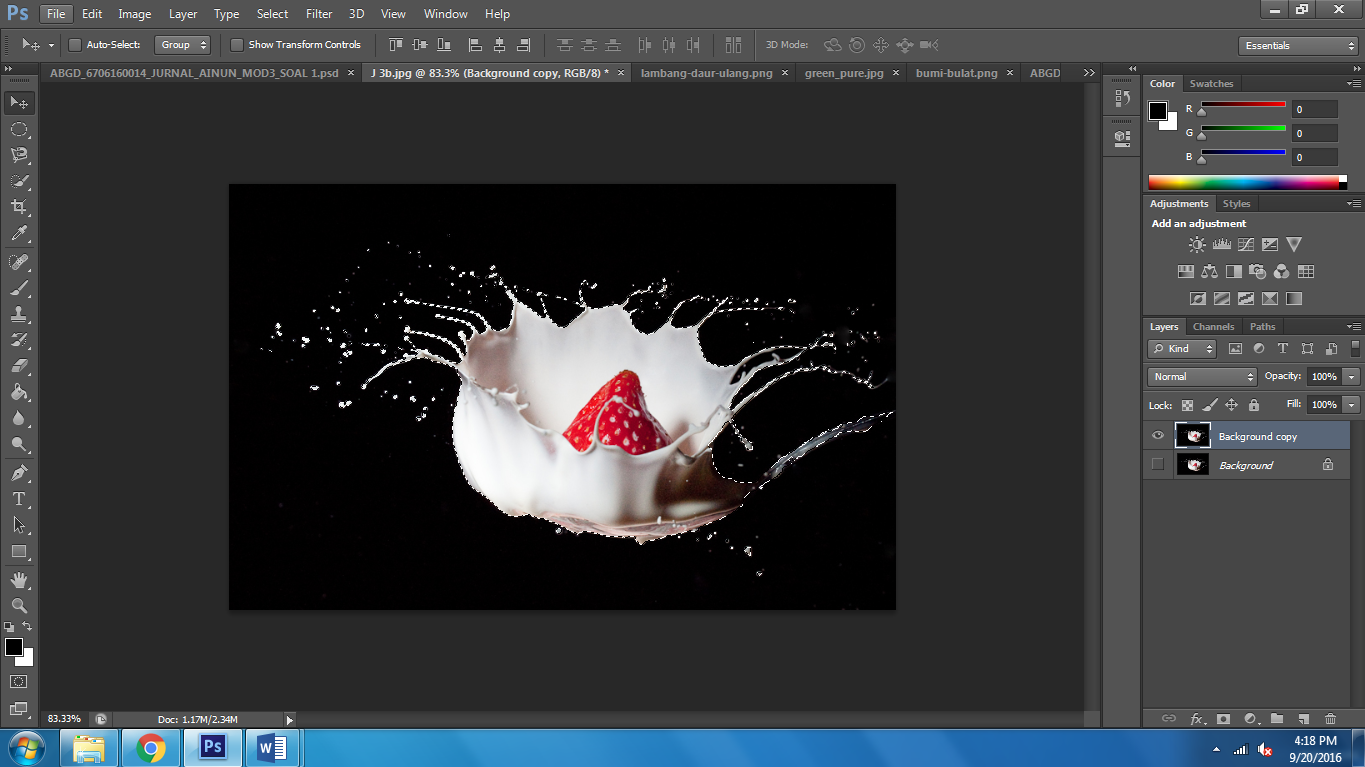 Ps File Edit Image Layer Type Select Filter 3D View Window Help
Auto-Select: Group Show Transform Controls 3D Mode: Essentials
ABGD_6706160014_JURNAL_AINUN_MOD3_SOAL 1.psd × J 3b.jpg @ 83.3% (Background copy, RGB/8) * × lambang-daur-ulang.png × green_pure.jpg × bumi-bulat.png × ABGD
Color Swatches
R 0
G 0
B 0
Adjustments Styles
Add an adjustment
Layers Channels Paths
Kind T
Normal Opacity: 100%
Lock: Fill: 100%
Background copy
Background
T
fx
83.33% Doc: 1.17M/2.34M
Ps W
4:18 PM
9/20/2016